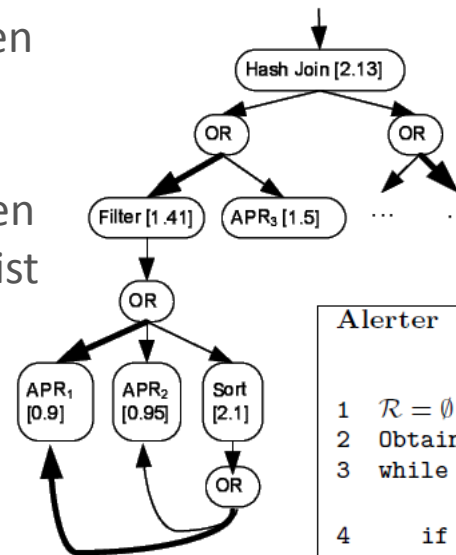 en
en
ist
Hash Join [2.13]
OR
OR
Filter [1.41]
APR₃ [1.5]
...
...
OR
APR₁
[0.9]
APR₂
[0.95]
Sort
[2.1]
OR
Alerter
1 R = ∅
2 Obtain
3 while
4 if